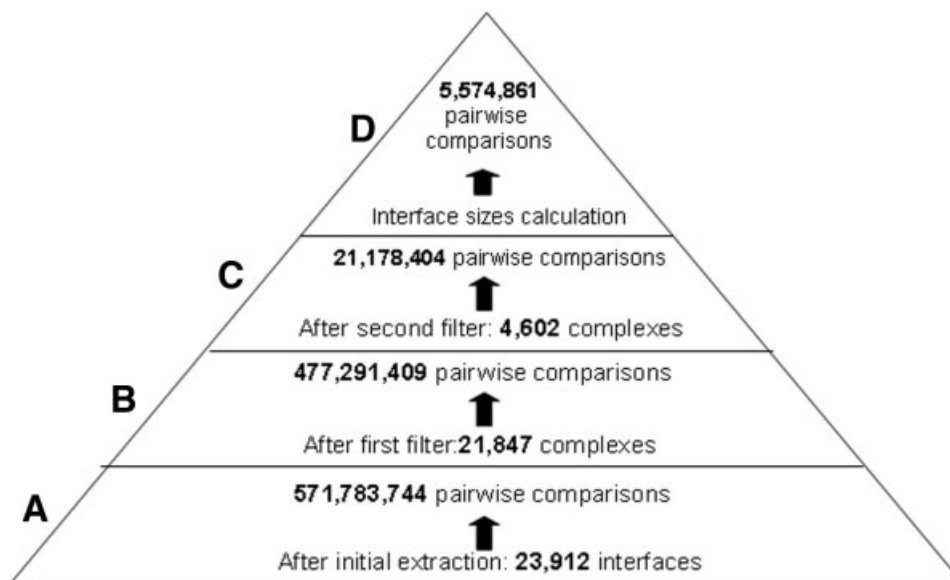 5,574,861
pairwise
comparisons
D
Interface sizes calculation
21,178,404 pairwise comparisons
C
After second filter: 4,602 complexes
477,291,409 pairwise comparisons
B
After first filter:21,847 complexes
571,783,744 pairwise comparisons
A
After initial extraction: 23,912 interfaces